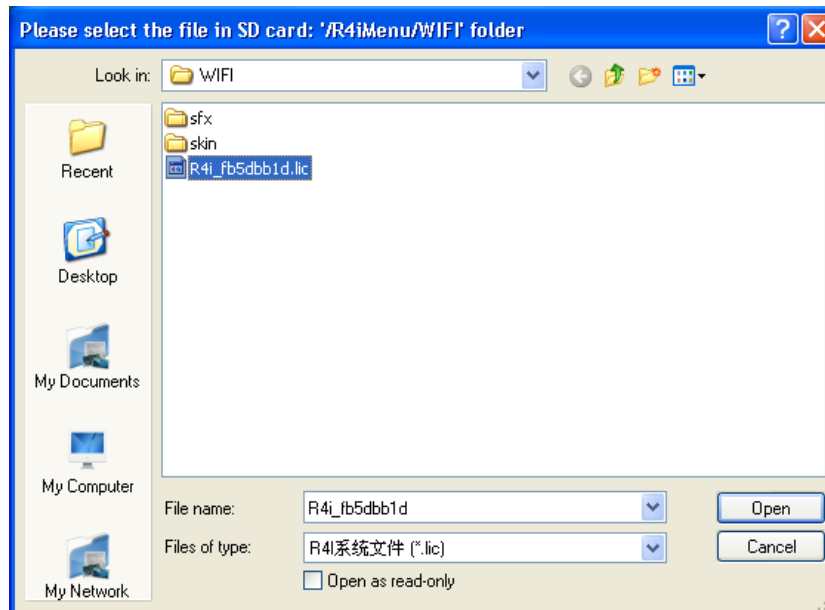 Please select the file in SD card: '/R4iMenu/WIFI' folder
Look in: WIFI
sfx
skin
R4i_fb5dbb1d.lic
Recent
Desktop
My Documents
My Computer
My Network
File name: R4i_fb5dbb1d Open
Files of type: R4I系统文件 (*.lic) Cancel
Open as read-only